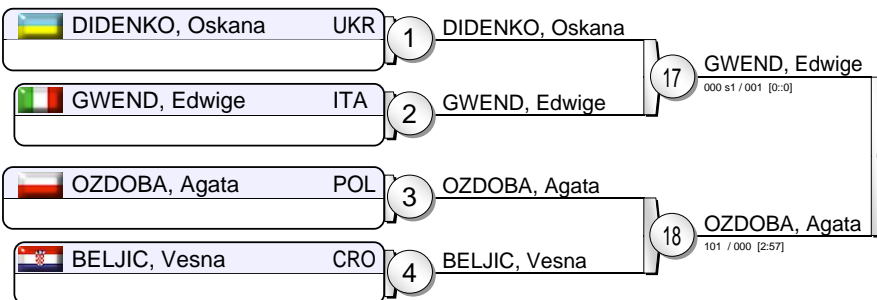 DIDENKO, Oskana UKR
1
DIDENKO, Oskana
17
GWEND, Edwige
000 s1 / 001 [0::0]
GWEND, Edwige ITA
2
GWEND, Edwige
OZDOBA, Agata POL
3
OZDOBA, Agata
18
OZDOBA, Agata
101 / 000 [2:57]
BELJIC, Vesna CRO
4
BELJIC, Vesna